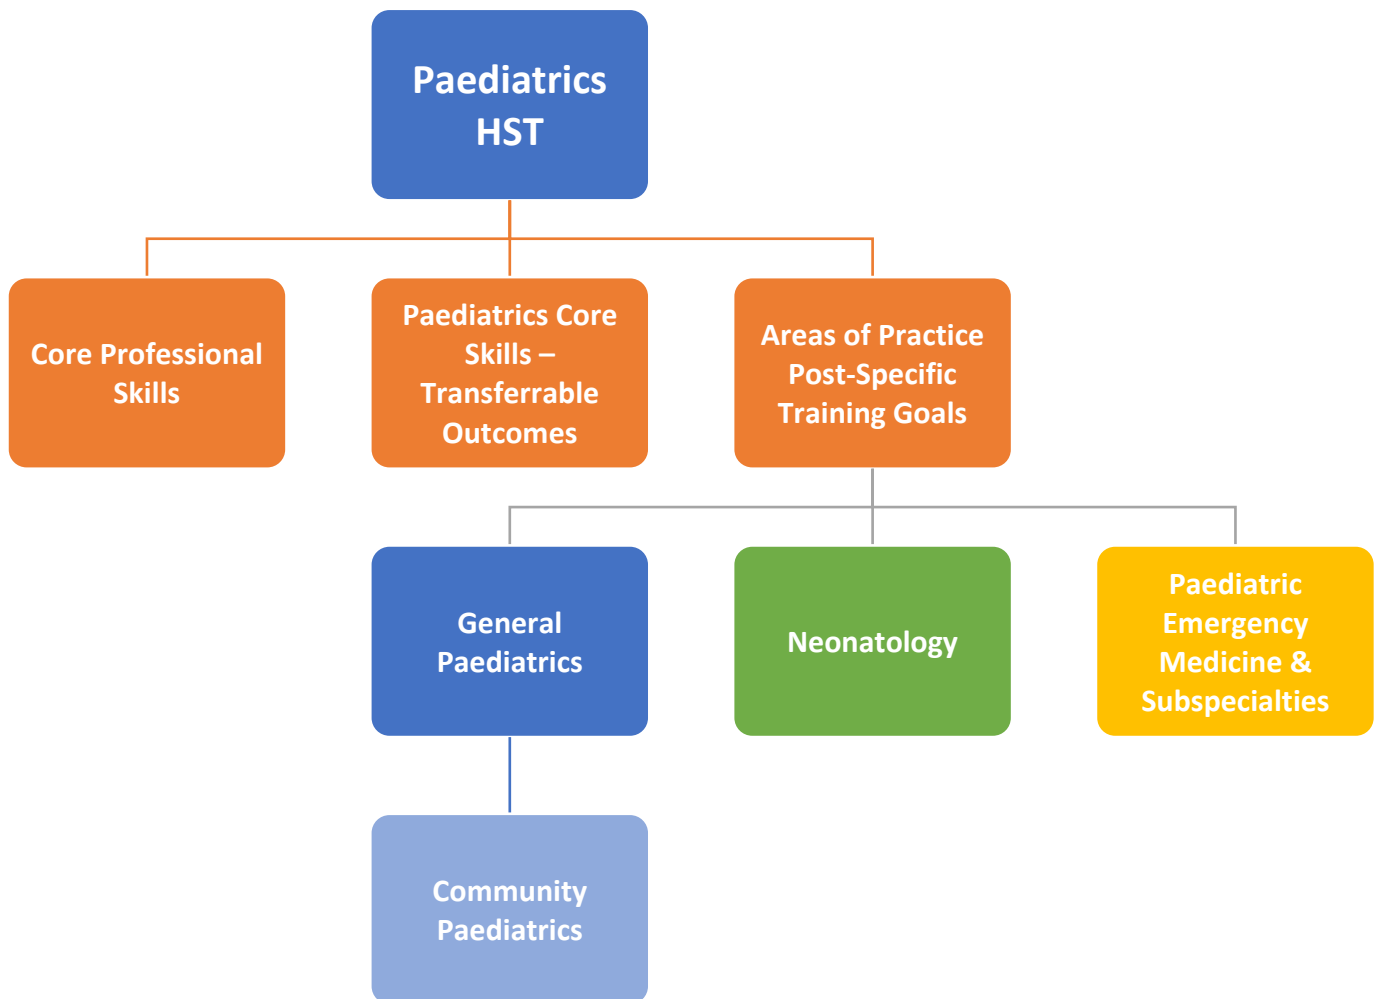 Paediatrics
HST
Core Professional
Skills
Paediatrics Core
Skills –
Transferrable
Outcomes
Areas of Practice
Post-Specific
Training Goals
General
Paediatrics
Neonatology
Paediatric
Emergency
Medicine &
Subspecialties
Community
Paediatrics